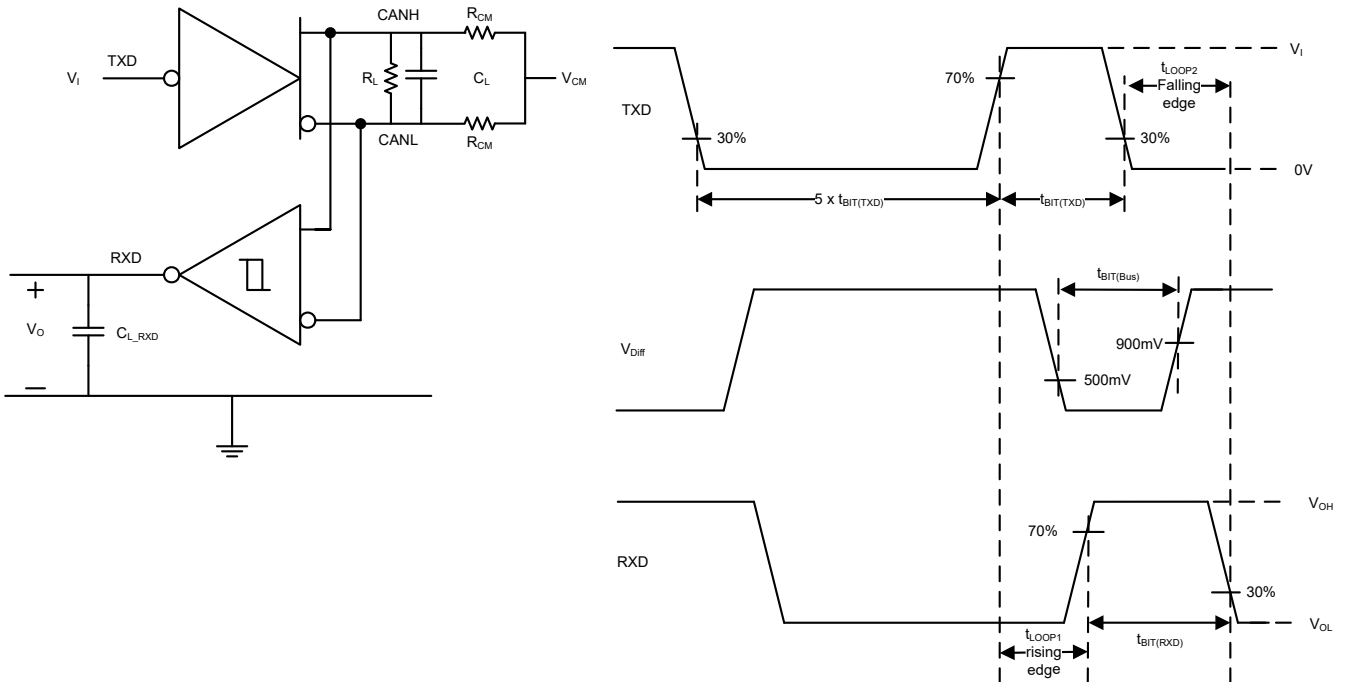 CANH
R_CM
TXD
V_I
R_L
C_L
V_CM
CANL
R_CM
RXD
+
V_O
C_L_RXD
—
V_I
t_LOOP2
Falling
edge
70%
TXD
30%
30%
0V
5 x t_BIT(TXD)
t_BIT(TXD)
t_BIT(Bus)
V_Diff
900mV
500mV
V_OH
70%
RXD
30%
V_OL
t_LOOP1
rising
edge
t_BIT(RXD)